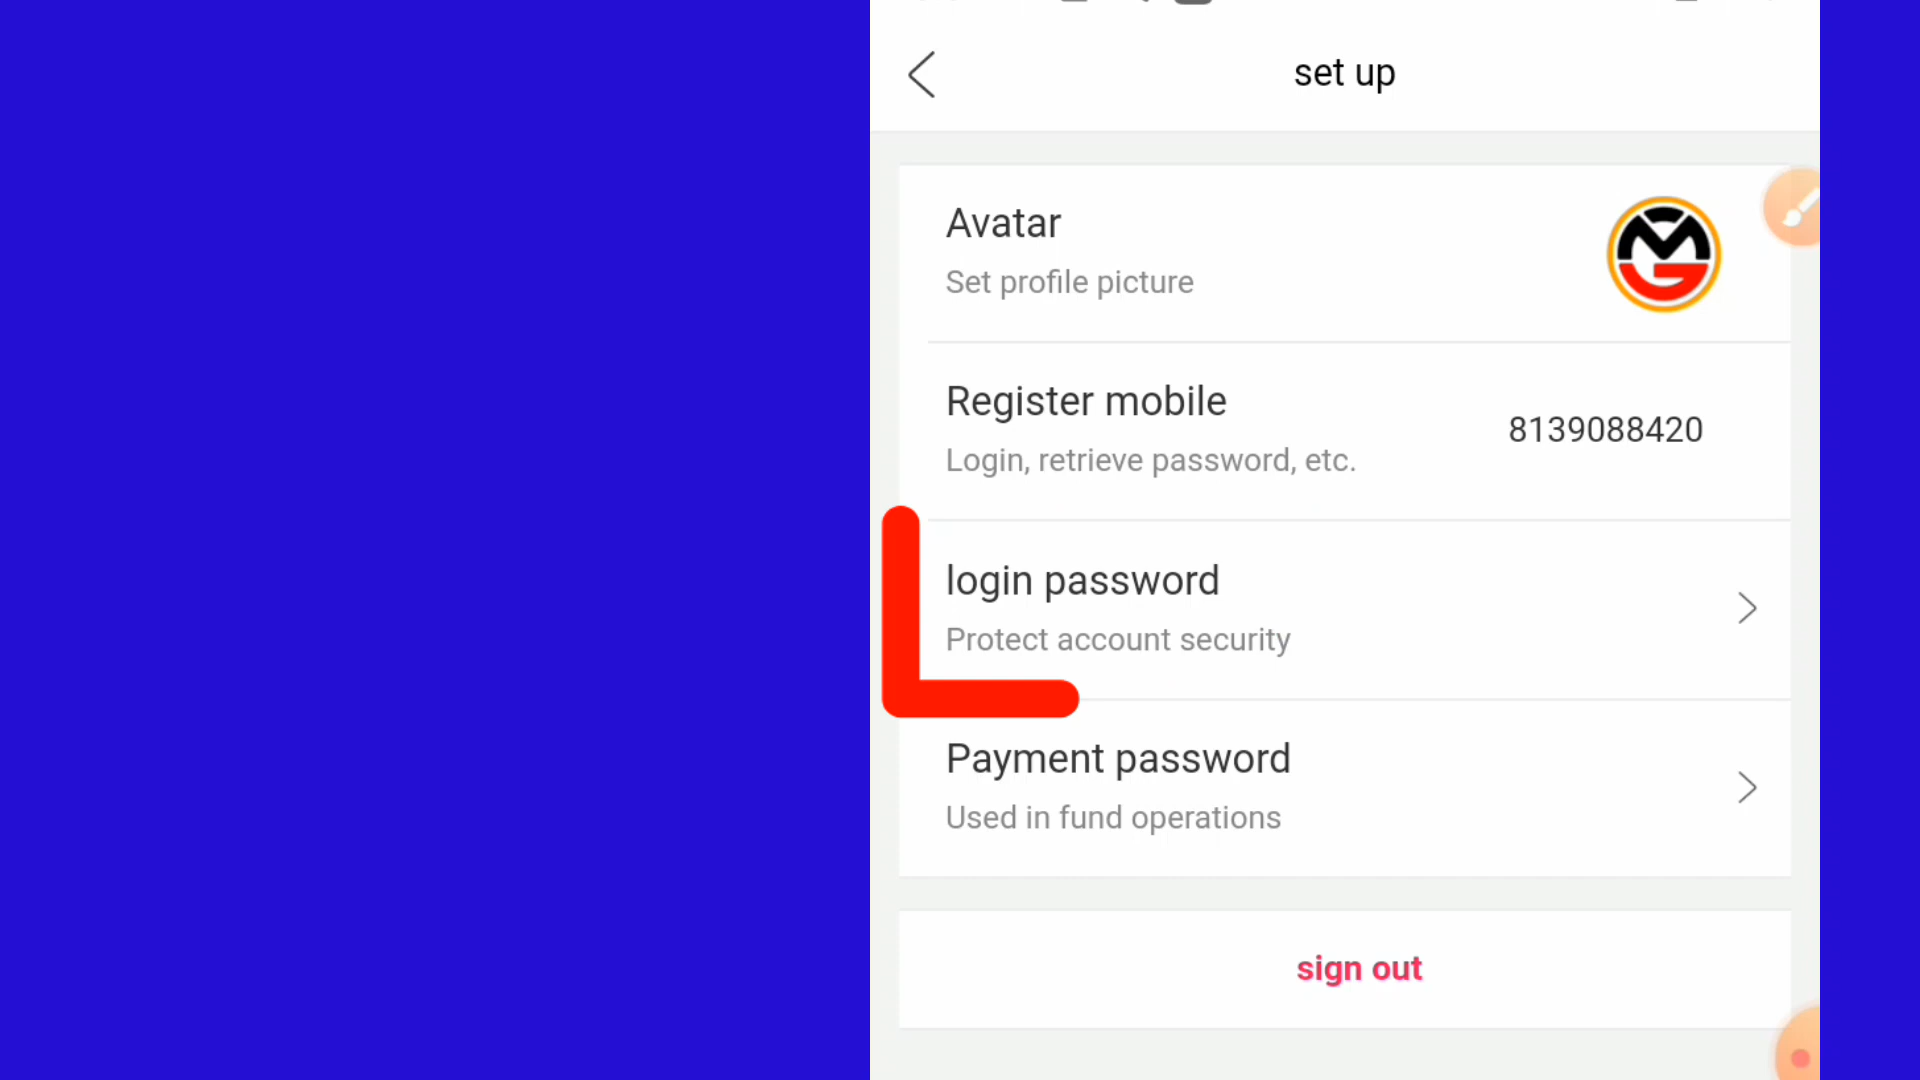 set up
Avatar
Set profile picture
Register mobile
8139088420
Login, retrieve password, etc.
login password
Protect account security
Payment password
Used in fund operations
sign out